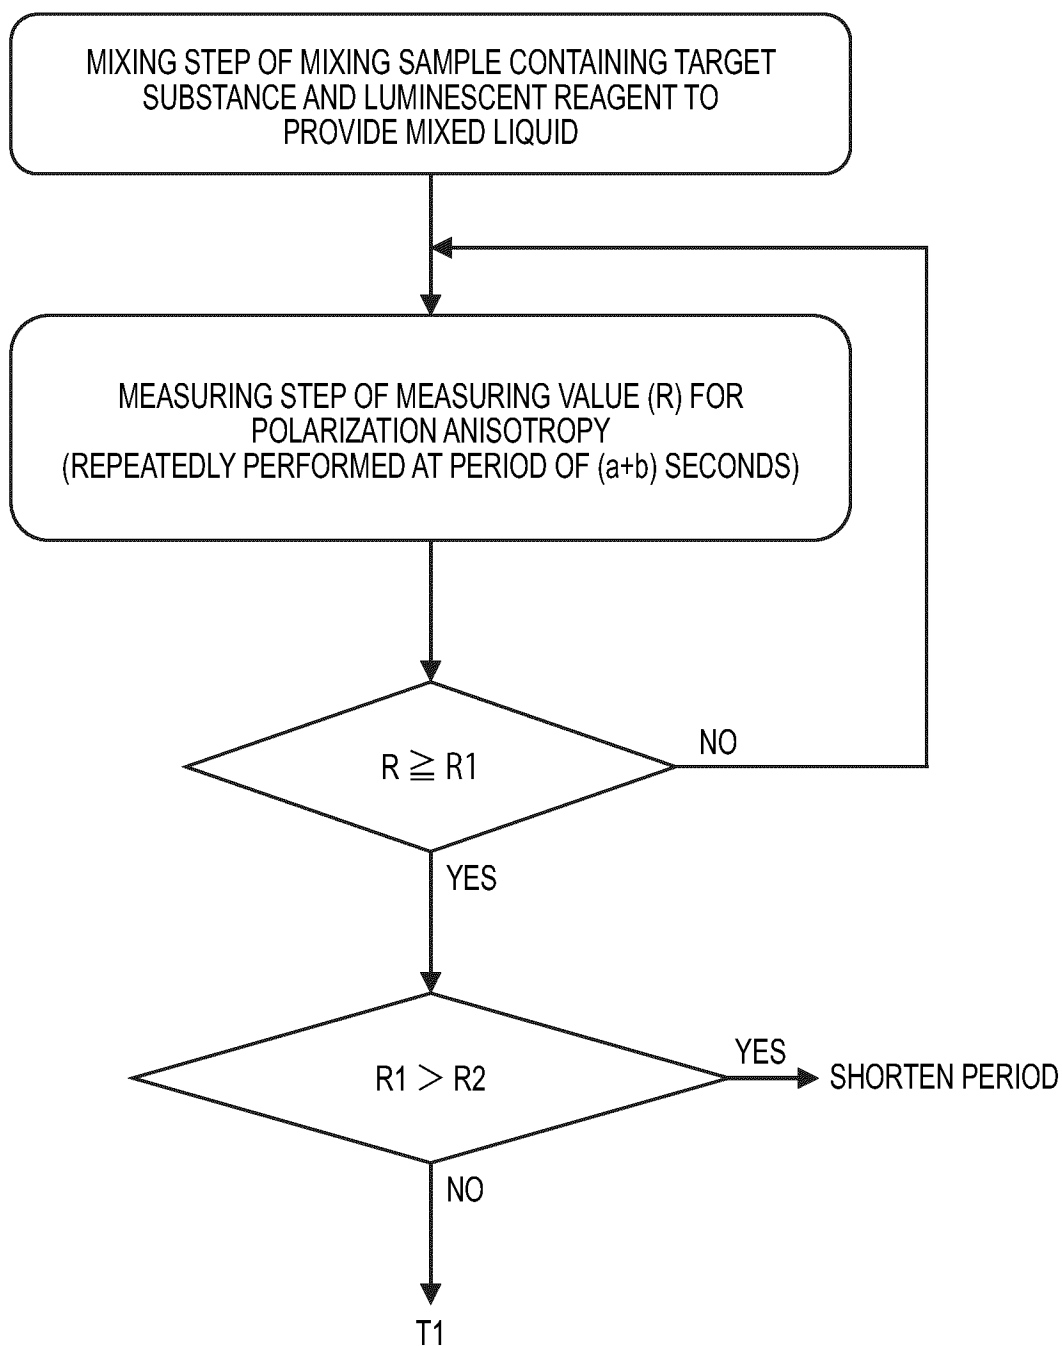 MIXING STEP OF MIXING SAMPLE CONTAINING TARGET
SUBSTANCE AND LUMINESCENT REAGENT TO
PROVIDE MIXED LIQUID
MEASURING STEP OF MEASURING VALUE (R) FOR
POLARIZATION ANISOTROPY
(REPEATEDLY PERFORMED AT PERIOD OF (a+b) SECONDS)
R ≧ R1
NO
YES
R1 > R2
YES
SHORTEN PERIOD
NO
T1